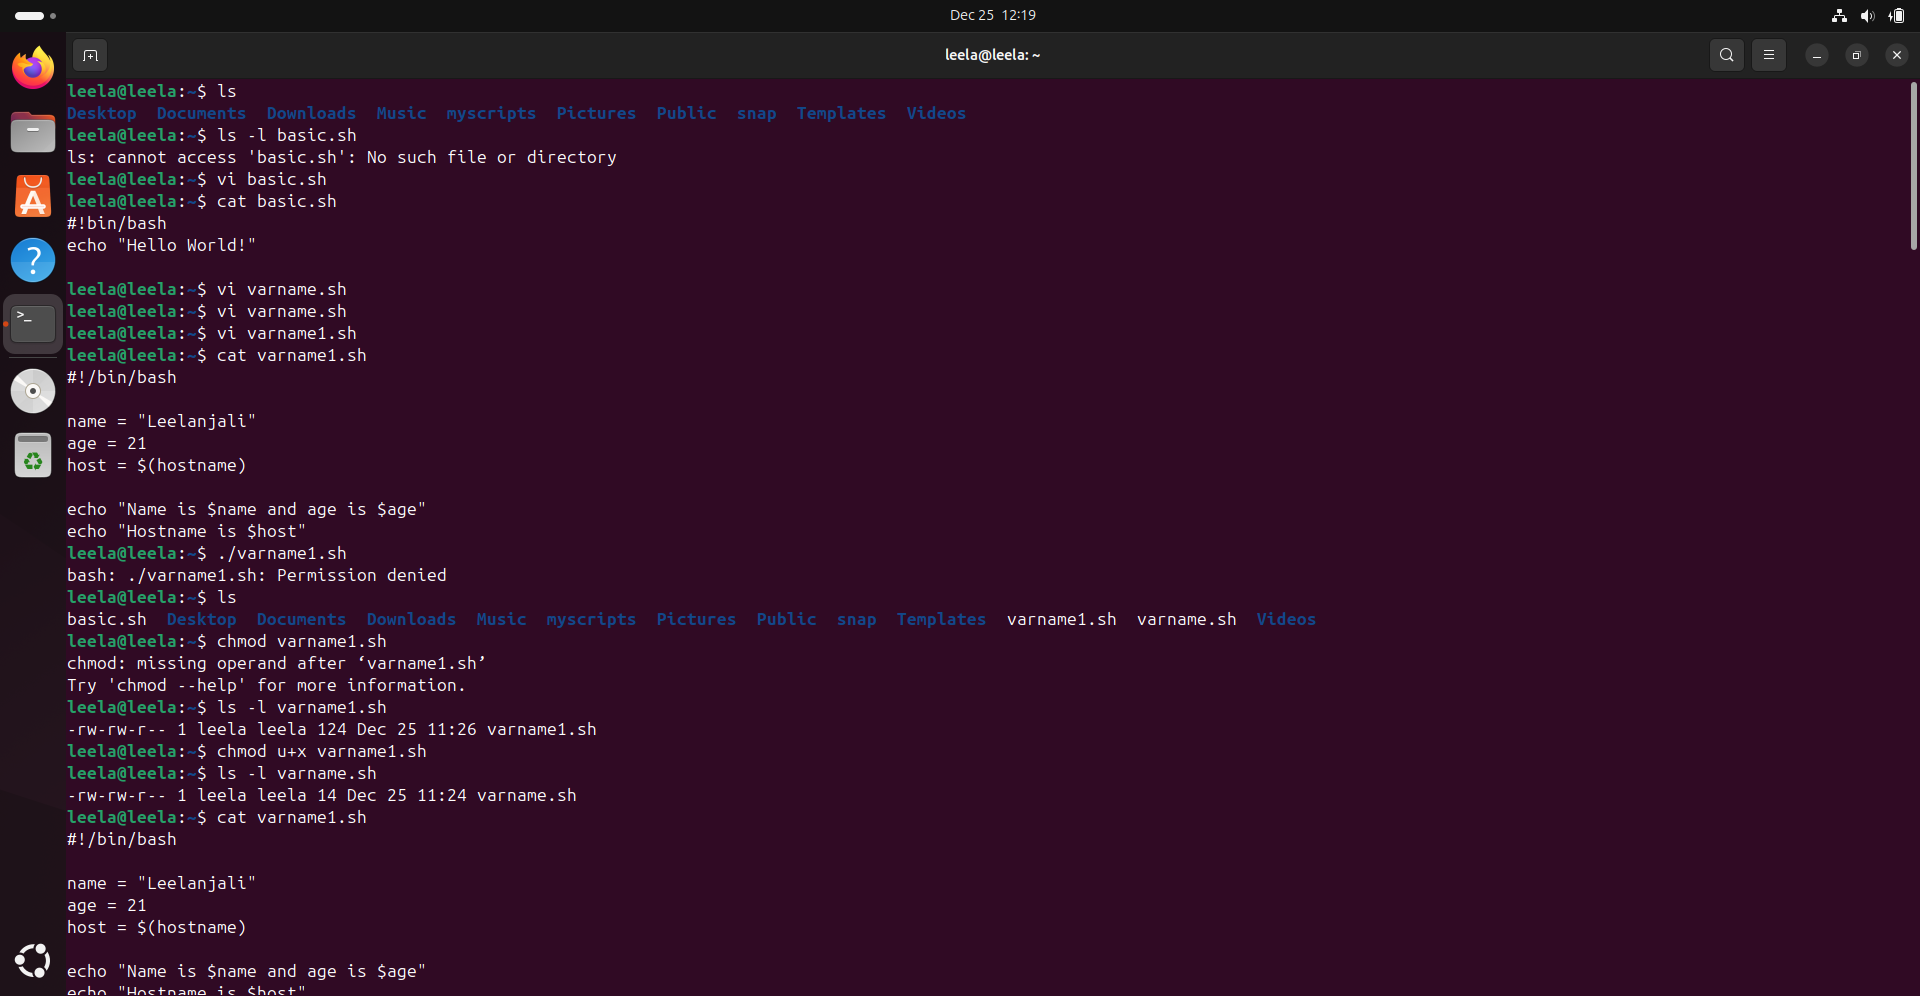 Dec 25 12:19
leela@leela: ~
leela@leela:~$ ls
Desktop Documents Downloads Music myscripts Pictures Public snap Templates Videos
leela@leela:~$ ls -l basic.sh
ls: cannot access 'basic.sh': No such file or directory
leela@leela:~$ vi basic.sh
leela@leela:~$ cat basic.sh
#!bin/bash
echo "Hello World!"
leela@leela:~$ vi varname.sh
leela@leela:~$ vi varname.sh
leela@leela:~$ vi varname1.sh
leela@leela:~$ cat varname1.sh
#!/bin/bash
name = "Leelanjali"
age = 21
host = $(hostname)
echo "Name is $name and age is $age"
echo "Hostname is $host"
leela@leela:~$ ./varname1.sh
bash: ./varname1.sh: Permission denied
leela@leela:~$ ls
basic.sh Desktop Documents Downloads Music myscripts Pictures Public snap Templates varname1.sh varname.sh Videos
leela@leela:~$ chmod varname1.sh
chmod: missing operand after ‘varname1.sh’
Try 'chmod --help' for more information.
leela@leela:~$ ls -l varname1.sh
-rw-rw-r-- 1 leela leela 124 Dec 25 11:26 varname1.sh
leela@leela:~$ chmod u+x varname1.sh
leela@leela:~$ ls -l varname.sh
-rw-rw-r-- 1 leela leela 14 Dec 25 11:24 varname.sh
leela@leela:~$ cat varname1.sh
#!/bin/bash
name = "Leelanjali"
age = 21
host = $(hostname)
echo "Name is $name and age is $age"
echo "Hostname is $host"